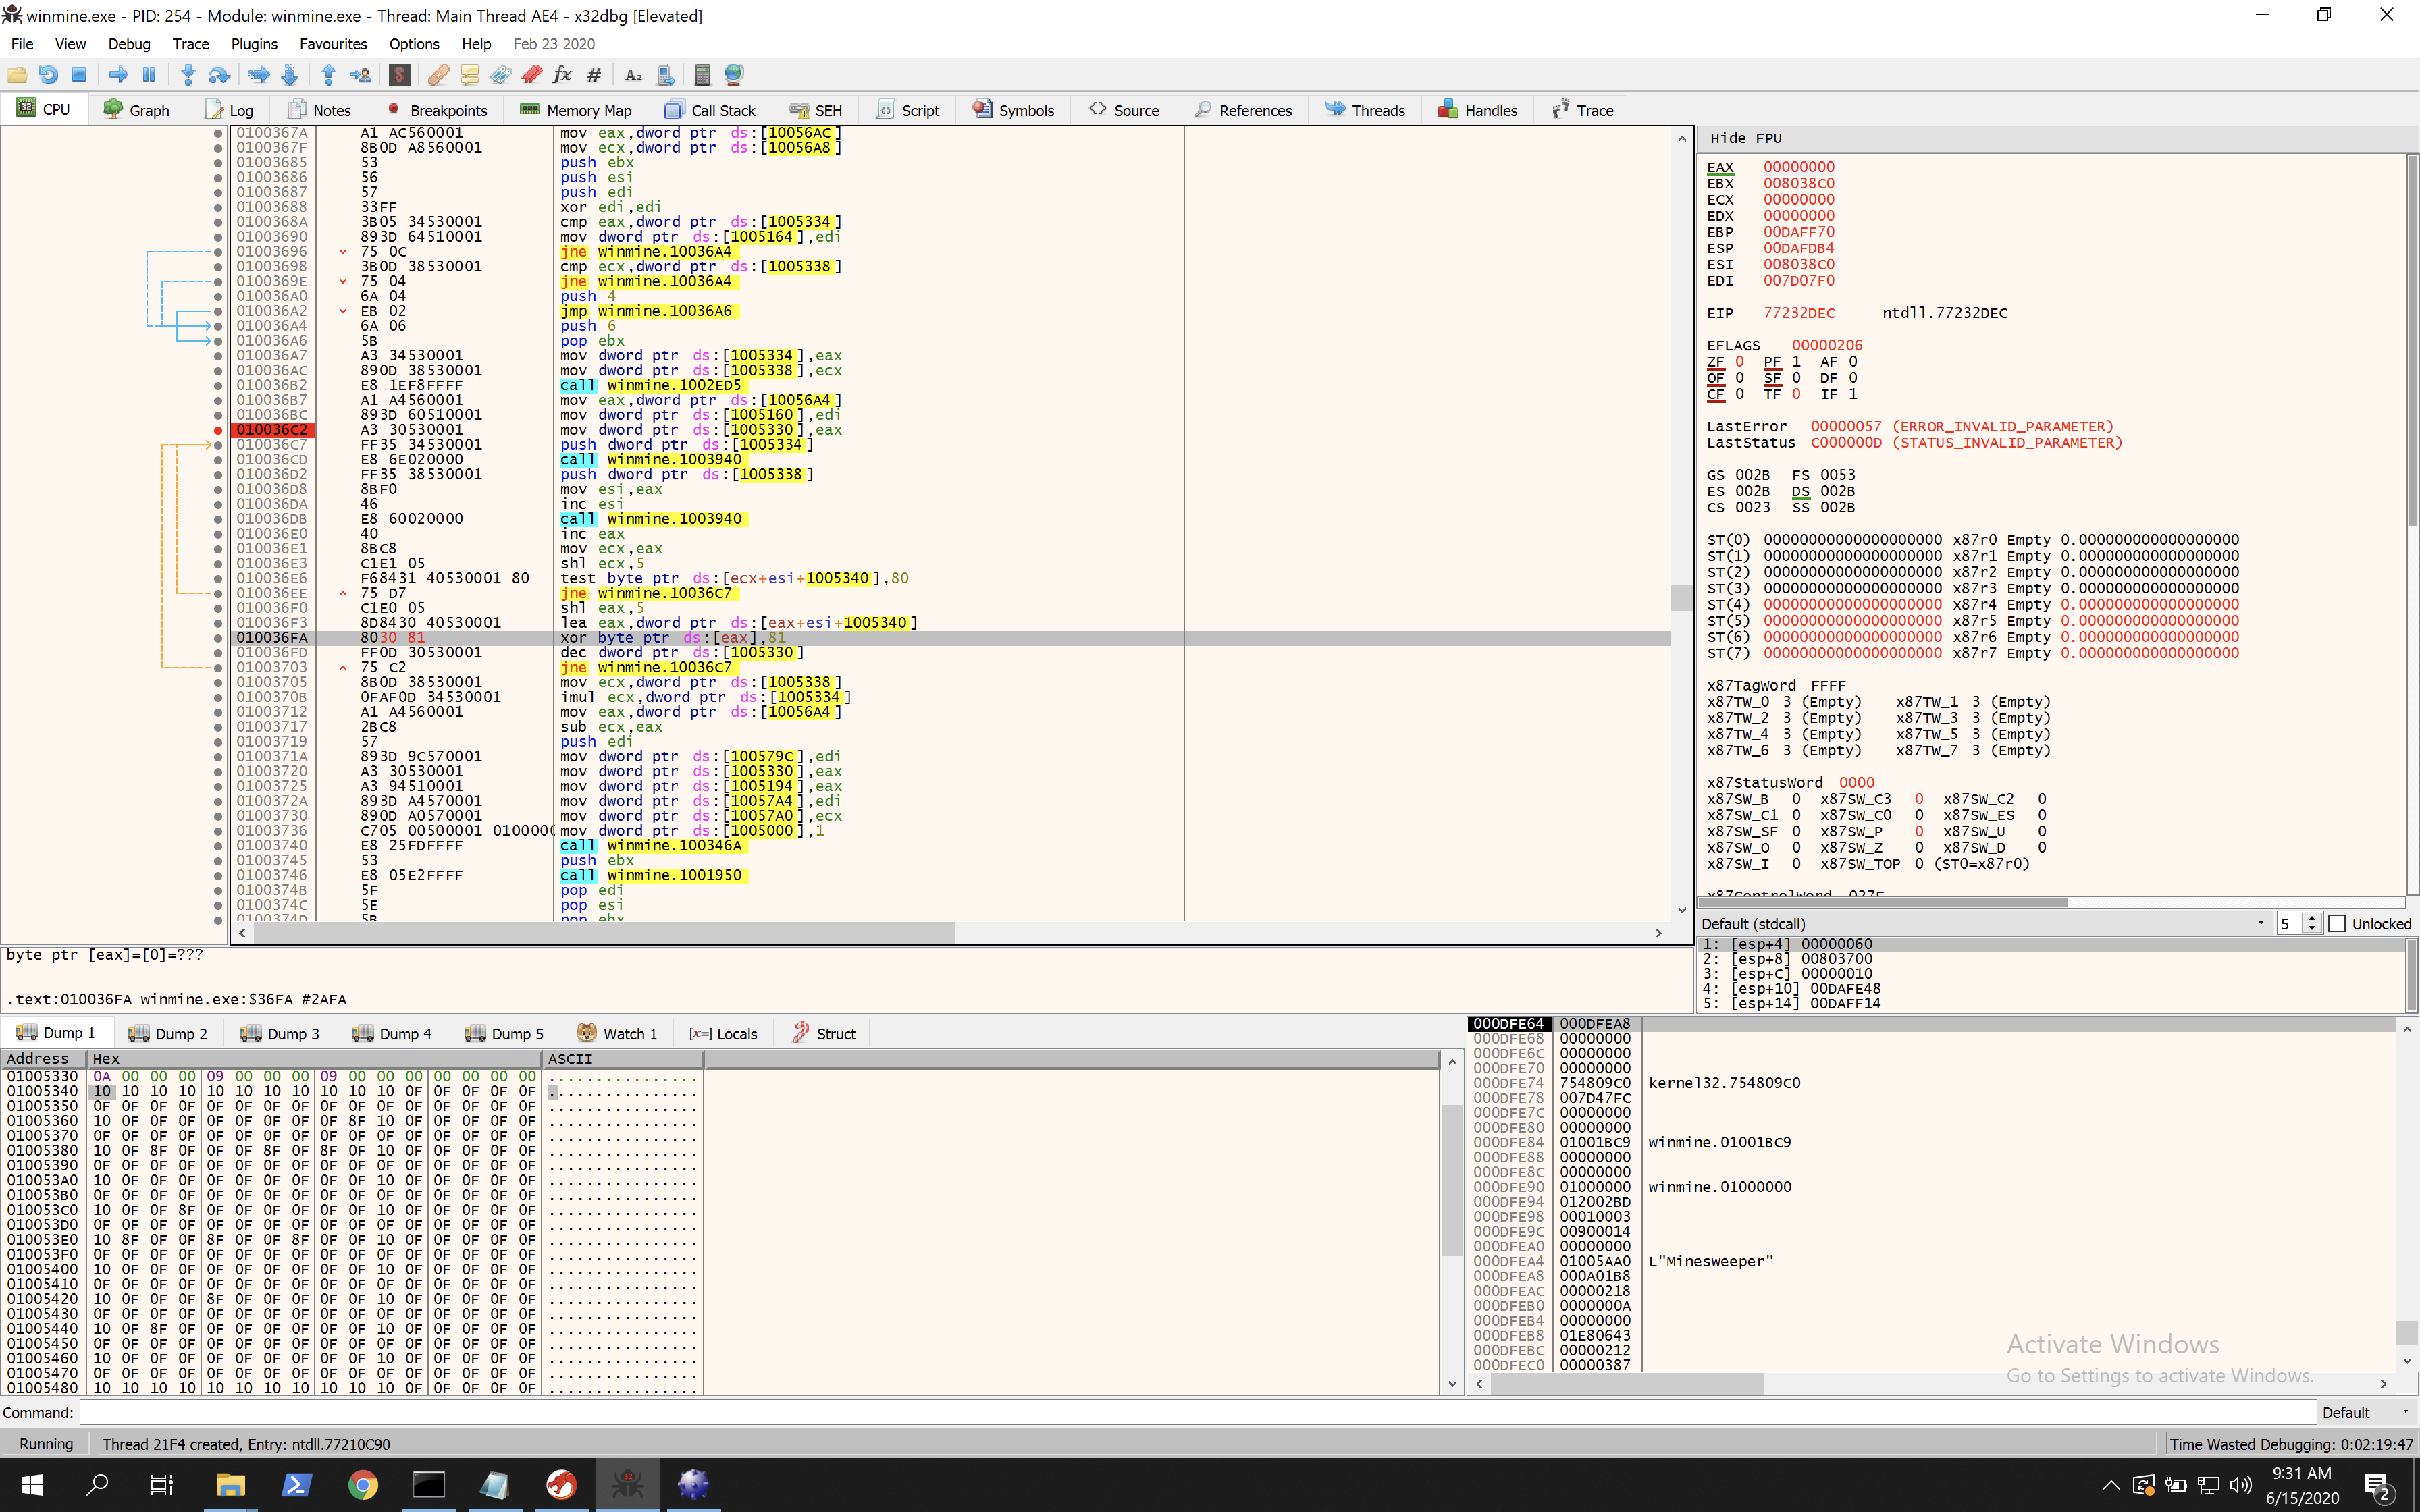 winmine.exe - PID: 254 - Module: winmine.exe - Thread: Main Thread AE4 - x32dbg [Elevated]
File View Debug Trace Plugins Favourites Options Help Feb 23 2020
CPU Graph Log Notes Breakpoints Memory Map Call Stack SEH Script Symbols Source References Threads Handles Trace
0100367A A1 AC560001 mov eax,dword ptr ds:[10056AC]
0100367F 8B0D A8560001 mov ecx,dword ptr ds:[10056A8]
01003685 53 push ebx
01003686 56 push esi
01003687 57 push edi
01003688 33FF xor edi,edi
0100368A 3B05 34530001 cmp eax,dword ptr ds:[1005334]
01003690 893D 64510001 mov dword ptr ds:[1005164],edi
01003696 75 0C jne winmine.10036A4
01003698 3B0D 38530001 cmp ecx,dword ptr ds:[1005338]
0100369E 75 04 jne winmine.10036A4
010036A0 6A 04 push 4
010036A2 EB 02 jmp winmine.10036A6
010036A4 6A 06 push 6
010036A6 5B pop ebx
010036A7 A3 34530001 mov dword ptr ds:[1005334],eax
010036AC 890D 38530001 mov dword ptr ds:[1005338],ecx
010036B2 E8 1EF8FFFF call winmine.1002ED5
010036B7 A1 A4560001 mov eax,dword ptr ds:[10056A4]
010036BC 893D 60510001 mov dword ptr ds:[1005160],edi
010036C2 A3 30530001 mov dword ptr ds:[1005330],eax
010036C7 FF35 34530001 push dword ptr ds:[1005334]
010036CD E8 6E020000 call winmine.1003940
010036D2 FF35 38530001 push dword ptr ds:[1005338]
010036D8 8BF0 mov esi,eax
010036DA 46 inc esi
010036DB E8 60020000 call winmine.1003940
010036E0 40 inc eax
010036E1 8BC8 mov ecx,eax
010036E3 C1E1 05 shl ecx,5
010036E6 F68431 40530001 80 test byte ptr ds:[ecx+esi+1005340],80
010036EE 75 D7 jne winmine.10036C7
010036F0 C1E0 05 shl eax,5
010036F3 8D8430 40530001 lea eax,dword ptr ds:[eax+esi+1005340]
010036FA 8030 81 xor byte ptr ds:[eax],81
010036FD FF0D 30530001 dec dword ptr ds:[1005330]
01003703 75 C2 jne winmine.10036C7
01003705 8B0D 38530001 mov ecx,dword ptr ds:[1005338]
0100370B 0FAF0D 34530001 imul ecx,dword ptr ds:[1005334]
01003712 A1 A4560001 mov eax,dword ptr ds:[10056A4]
01003717 2BC8 sub ecx,eax
01003719 57 push edi
0100371A 893D 9C570001 mov dword ptr ds:[100579C],edi
01003720 A3 30530001 mov dword ptr ds:[1005330],eax
01003725 A3 94510001 mov dword ptr ds:[1005194],eax
0100372A 893D A4570001 mov dword ptr ds:[10057A4],edi
01003730 890D A0570001 mov dword ptr ds:[10057A0],ecx
01003736 C705 00500001 0100000 mov dword ptr ds:[1005000],1
01003740 E8 25FDFFFF call winmine.100346A
01003745 53 push ebx
01003746 E8 05E2FFFF call winmine.1001950
0100374B 5F pop edi
0100374C 5E pop esi
0100374D 5B pop ebx
byte ptr [eax]=[0]=???
.text:010036FA winmine.exe:$36FA #2AFA
Hide FPU
EAX 00000000
EBX 008038C0
ECX 00000000
EDX 00000000
EBP 00DAFF70
ESP 00DAFDB4
ESI 008038C0
EDI 007D07F0
EIP 77232DEC ntdll.77232DEC
EFLAGS 00000206
ZF 0 PF 1 AF 0
OF 0 SF 0 DF 0
CF 0 TF 0 IF 1
LastError 00000057 (ERROR_INVALID_PARAMETER)
LastStatus C000000D (STATUS_INVALID_PARAMETER)
GS 002B FS 0053
ES 002B DS 002B
CS 0023 SS 002B
ST(0) 00000000000000000000 x87r0 Empty 0.000000000000000000
ST(1) 00000000000000000000 x87r1 Empty 0.000000000000000000
ST(2) 00000000000000000000 x87r2 Empty 0.000000000000000000
ST(3) 00000000000000000000 x87r3 Empty 0.000000000000000000
ST(4) 00000000000000000000 x87r4 Empty 0.000000000000000000
ST(5) 00000000000000000000 x87r5 Empty 0.000000000000000000
ST(6) 00000000000000000000 x87r6 Empty 0.000000000000000000
ST(7) 00000000000000000000 x87r7 Empty 0.000000000000000000
x87TagWord FFFF
x87TW_0 3 (Empty) x87TW_1 3 (Empty)
x87TW_2 3 (Empty) x87TW_3 3 (Empty)
x87TW_4 3 (Empty) x87TW_5 3 (Empty)
x87TW_6 3 (Empty) x87TW_7 3 (Empty)
x87StatusWord 0000
x87SW_B 0 x87SW_C3 0 x87SW_C2 0
x87SW_C1 0 x87SW_C0 0 x87SW_ES 0
x87SW_SF 0 x87SW_P 0 x87SW_U 0
x87SW_O 0 x87SW_Z 0 x87SW_D 0
x87SW_I 0 x87SW_TOP 0 (ST0=x87r0)
x87ControlWord 027F
Default (stdcall) 5 Unlocked
1: [esp+4] 00000060
2: [esp+8] 00803700
3: [esp+C] 00000010
4: [esp+10] 00DAFE48
5: [esp+14] 00DAFF14
Dump 1 Dump 2 Dump 3 Dump 4 Dump 5 Watch 1 [x=] Locals Struct
Address Hex ASCII
01005330 0A 00 00 00 09 00 00 00 09 00 00 00 00 00 00 00 ................
01005340 10 10 10 10 10 10 10 10 10 10 10 0F 0F 0F 0F 0F ................
01005350 0F 0F 0F 0F 0F 0F 0F 0F 0F 0F 0F 0F 0F 0F 0F 0F ................
01005360 10 0F 0F 0F 0F 0F 0F 0F 0F 8F 10 0F 0F 0F 0F 0F ................
01005370 0F 0F 0F 0F 0F 0F 0F 0F 0F 0F 0F 0F 0F 0F 0F 0F ................
01005380 10 0F 8F 0F 0F 0F 8F 0F 8F 0F 10 0F 0F 0F 0F 0F ................
01005390 0F 0F 0F 0F 0F 0F 0F 0F 0F 0F 0F 0F 0F 0F 0F 0F ................
010053A0 10 0F 0F 0F 0F 0F 0F 0F 0F 0F 10 0F 0F 0F 0F 0F ................
010053B0 0F 0F 0F 0F 0F 0F 0F 0F 0F 0F 0F 0F 0F 0F 0F 0F ................
010053C0 10 0F 0F 8F 0F 0F 0F 0F 0F 0F 10 0F 0F 0F 0F 0F ................
010053D0 0F 0F 0F 0F 0F 0F 0F 0F 0F 0F 0F 0F 0F 0F 0F 0F ................
010053E0 10 8F 0F 0F 8F 0F 0F 8F 0F 0F 10 0F 0F 0F 0F 0F ................
010053F0 0F 0F 0F 0F 0F 0F 0F 0F 0F 0F 0F 0F 0F 0F 0F 0F ................
01005400 10 0F 0F 0F 0F 0F 0F 0F 0F 0F 10 0F 0F 0F 0F 0F ................
01005410 0F 0F 0F 0F 0F 0F 0F 0F 0F 0F 0F 0F 0F 0F 0F 0F ................
01005420 10 0F 0F 0F 8F 0F 0F 0F 0F 0F 10 0F 0F 0F 0F 0F ................
01005430 0F 0F 0F 0F 0F 0F 0F 0F 0F 0F 0F 0F 0F 0F 0F 0F ................
01005440 10 0F 8F 0F 0F 0F 0F 0F 0F 0F 10 0F 0F 0F 0F 0F ................
01005450 0F 0F 0F 0F 0F 0F 0F 0F 0F 0F 0F 0F 0F 0F 0F 0F ................
01005460 10 0F 0F 0F 0F 0F 0F 0F 0F 0F 10 0F 0F 0F 0F 0F ................
01005470 0F 0F 0F 0F 0F 0F 0F 0F 0F 0F 0F 0F 0F 0F 0F 0F ................
01005480 10 10 10 10 10 10 10 10 10 10 10 0F 0F 0F 0F 0F ................
000DFE64 000DFEA8
000DFE68 00000000
000DFE6C 00000000
000DFE70 00000000
000DFE74 754809C0 kernel32.754809C0
000DFE78 007D47FC
000DFE7C 00000000
000DFE80 00000000
000DFE84 01001BC9 winmine.01001BC9
000DFE88 00000000
000DFE8C 00000000
000DFE90 01000000 winmine.01000000
000DFE94 012002BD
000DFE98 00010003
000DFE9C 00900014
000DFEA0 00000000
000DFEA4 01005AA0 L"Minesweeper"
000DFEA8 000A01B8
000DFEAC 00000218
000DFEB0 0000000A
000DFEB4 00000000
000DFEB8 01E80643
000DFEBC 00000212
000DFEC0 00000387
Activate Windows
Go to Settings to activate Windows.
Command: Default
Running Thread 21F4 created, Entry: ntdll.77210C90 Time Wasted Debugging: 0:02:19:47
9:31 AM
6/15/2020
2